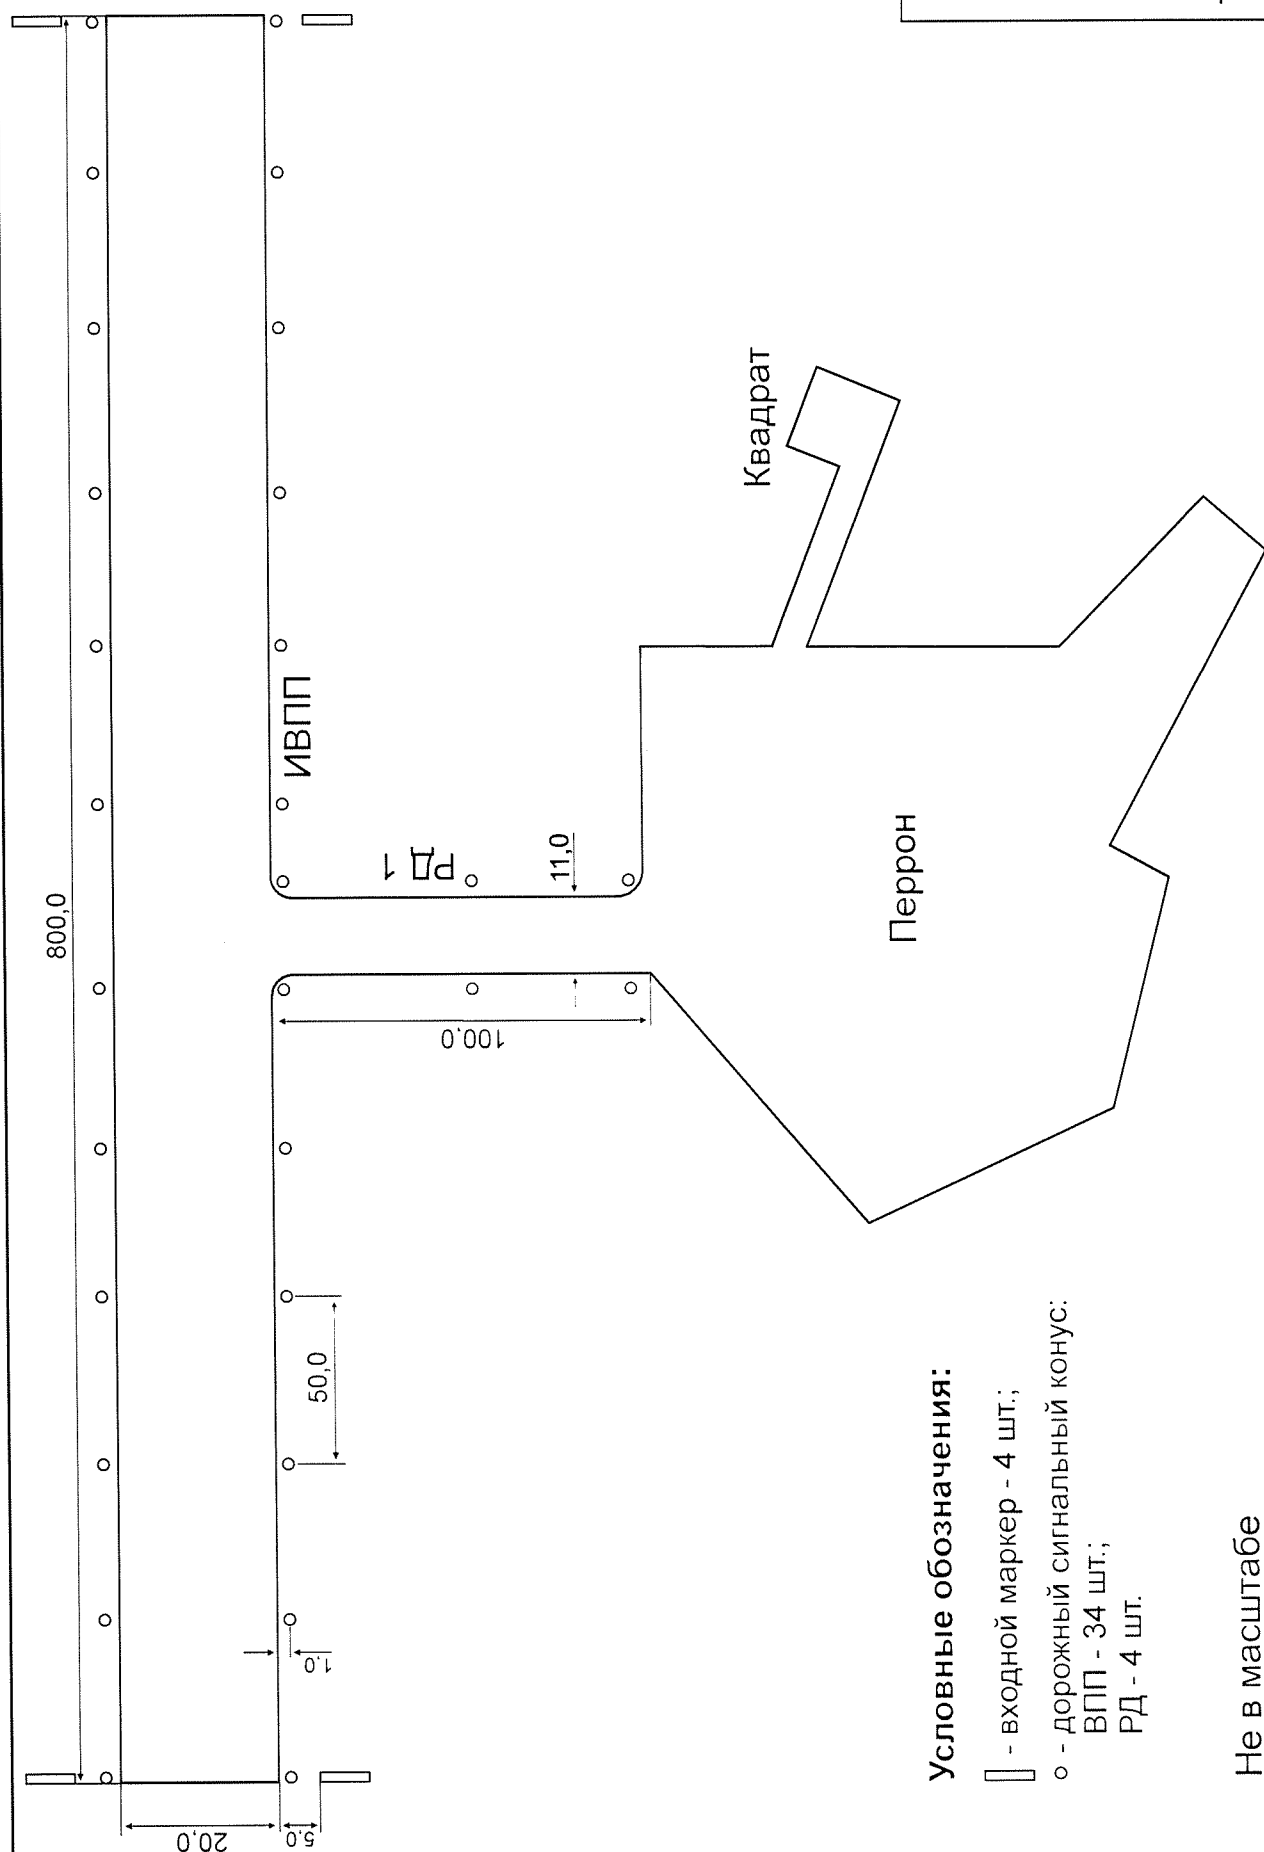 800,0
ИВПП
РД 1
11,0
100,0
50,0
1,0
20,0
5,0
Квадрат
Перрон
Условные обозначения:
- входной маркер - 4 шт.;
- дорожный сигнальный конус:
ВПП - 34 шт.;
РД - 4 шт.
Не в масштабе